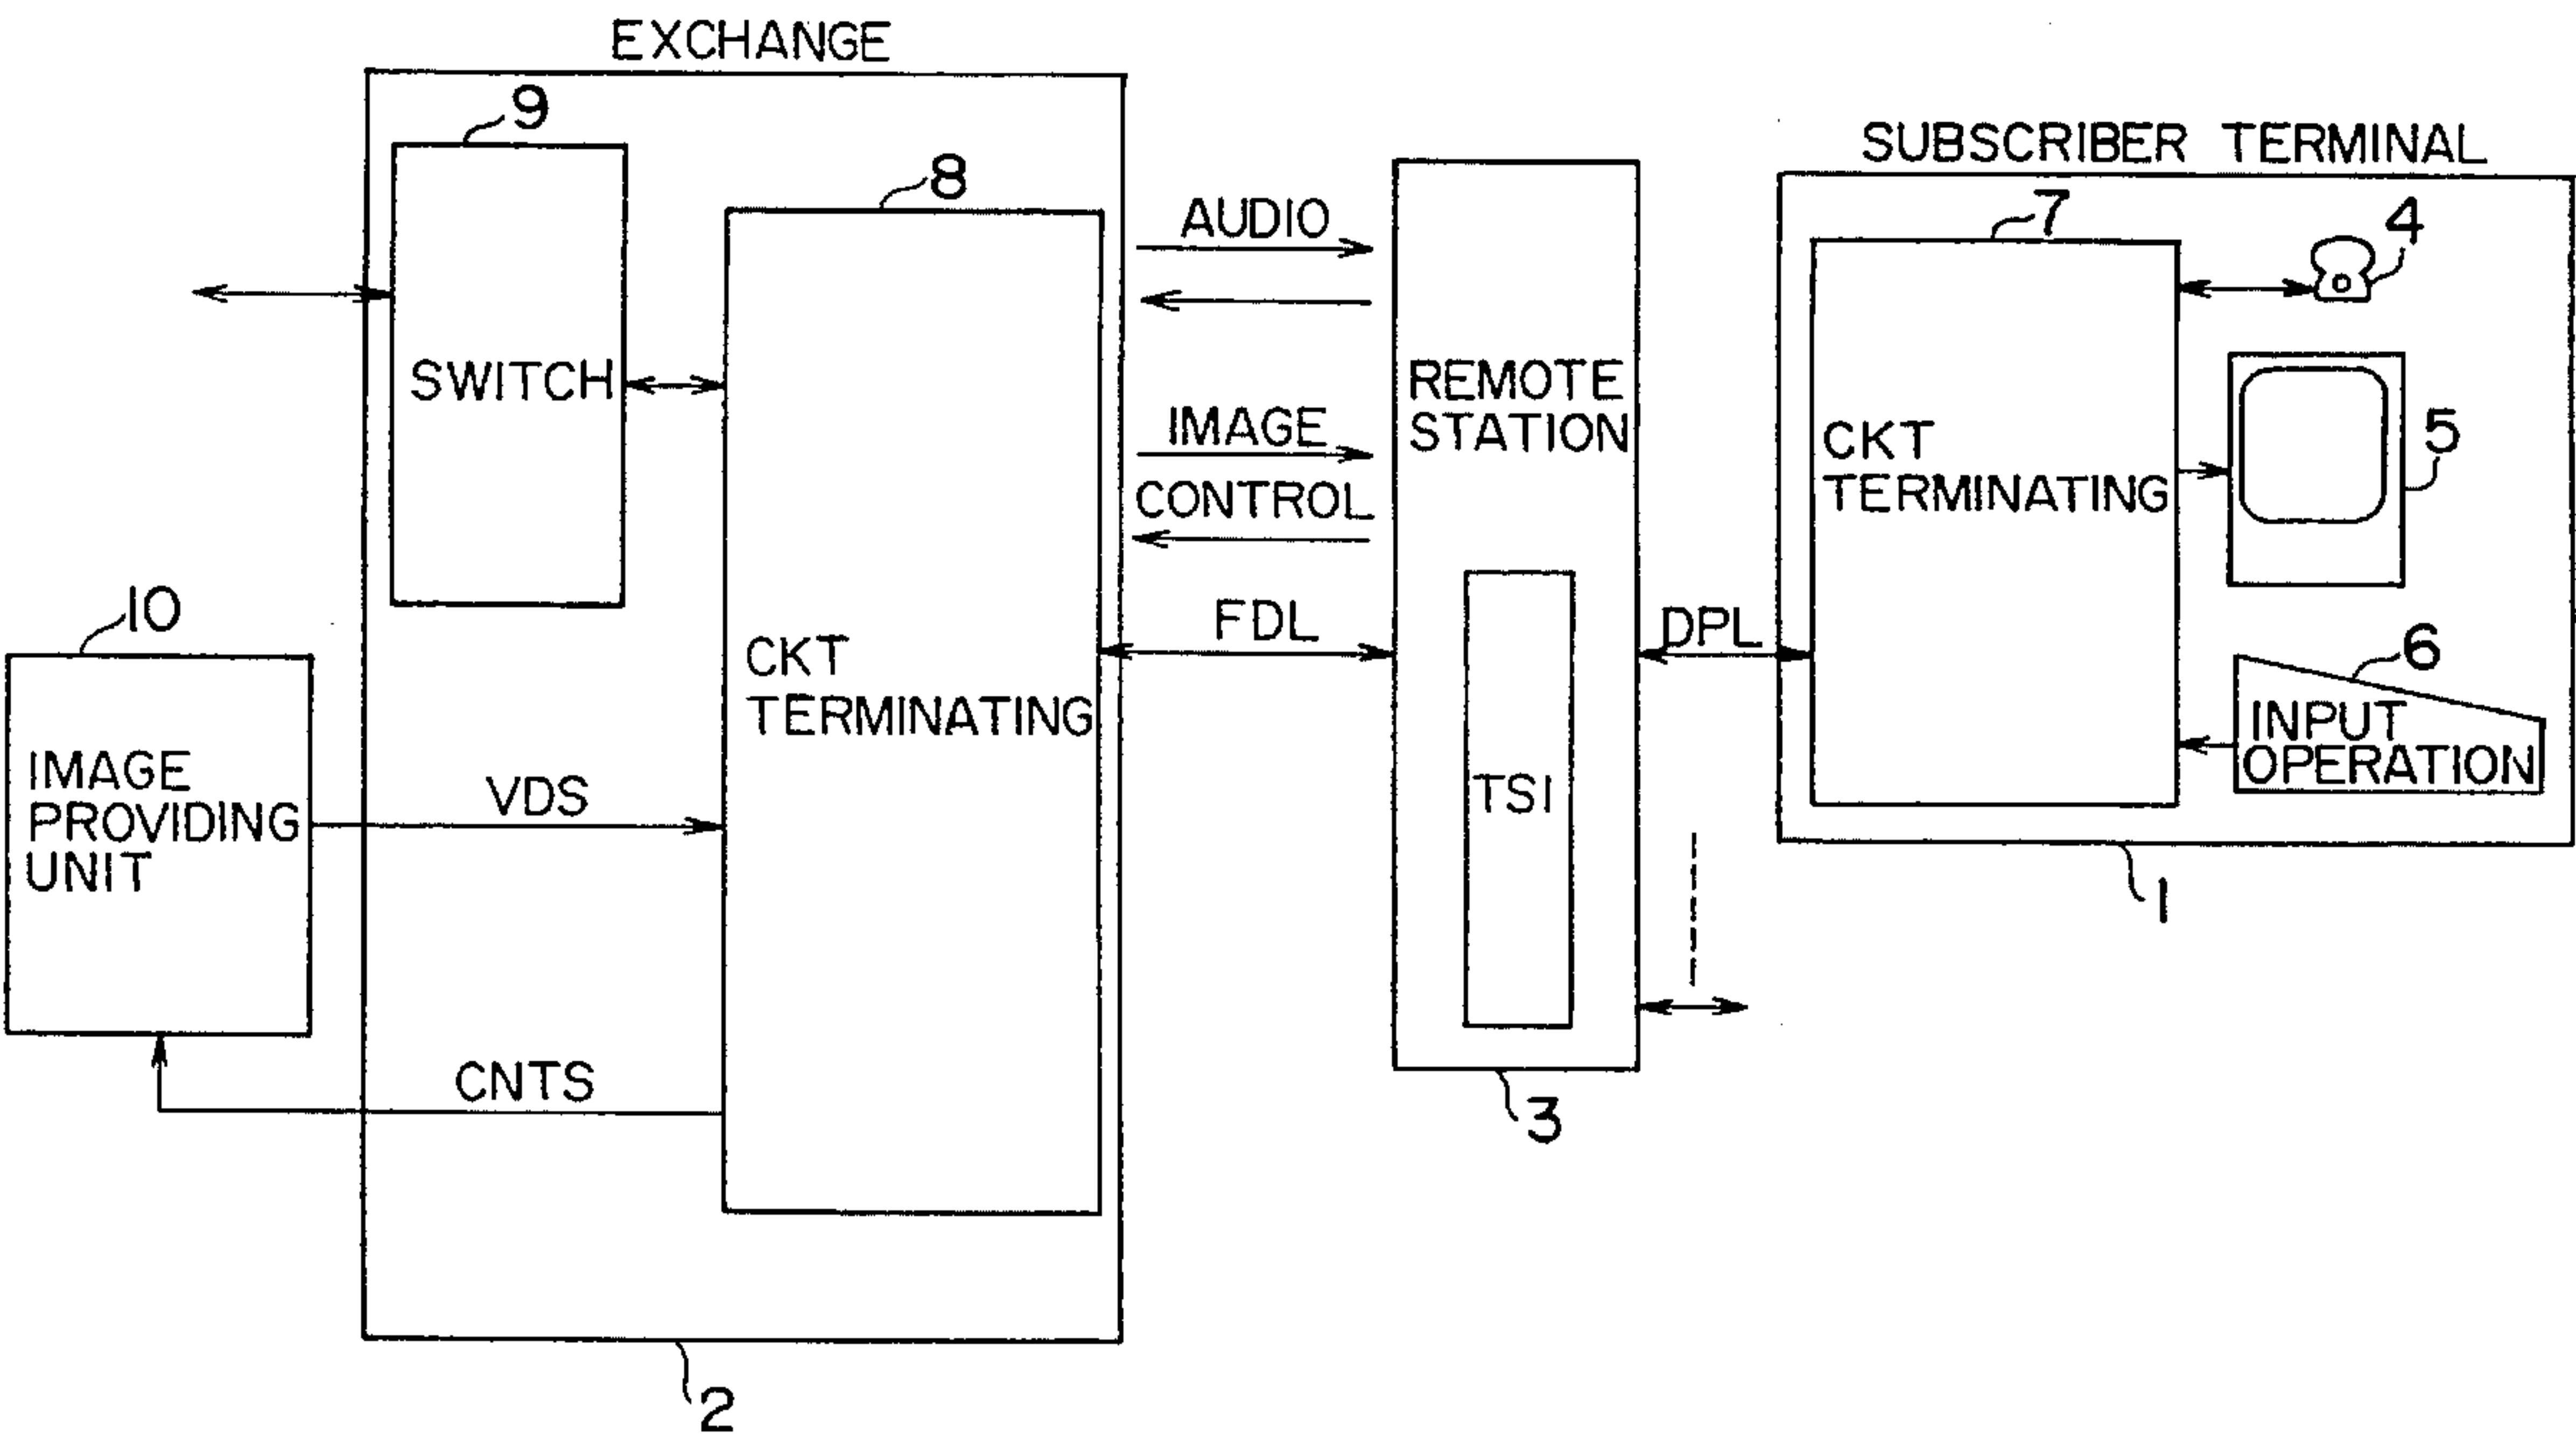 EXCHANGE
9
8
SWITCH
CKT
TERMINATING
10
IMAGE
PROVIDING
UNIT
VDS
CNTS
2
AUDIO
IMAGE
CONTROL
FDL
REMOTE
STATION
TSI
3
DPL
SUBSCRIBER TERMINAL
7
4
CKT
TERMINATING
5
6
INPUT
OPERATION
1